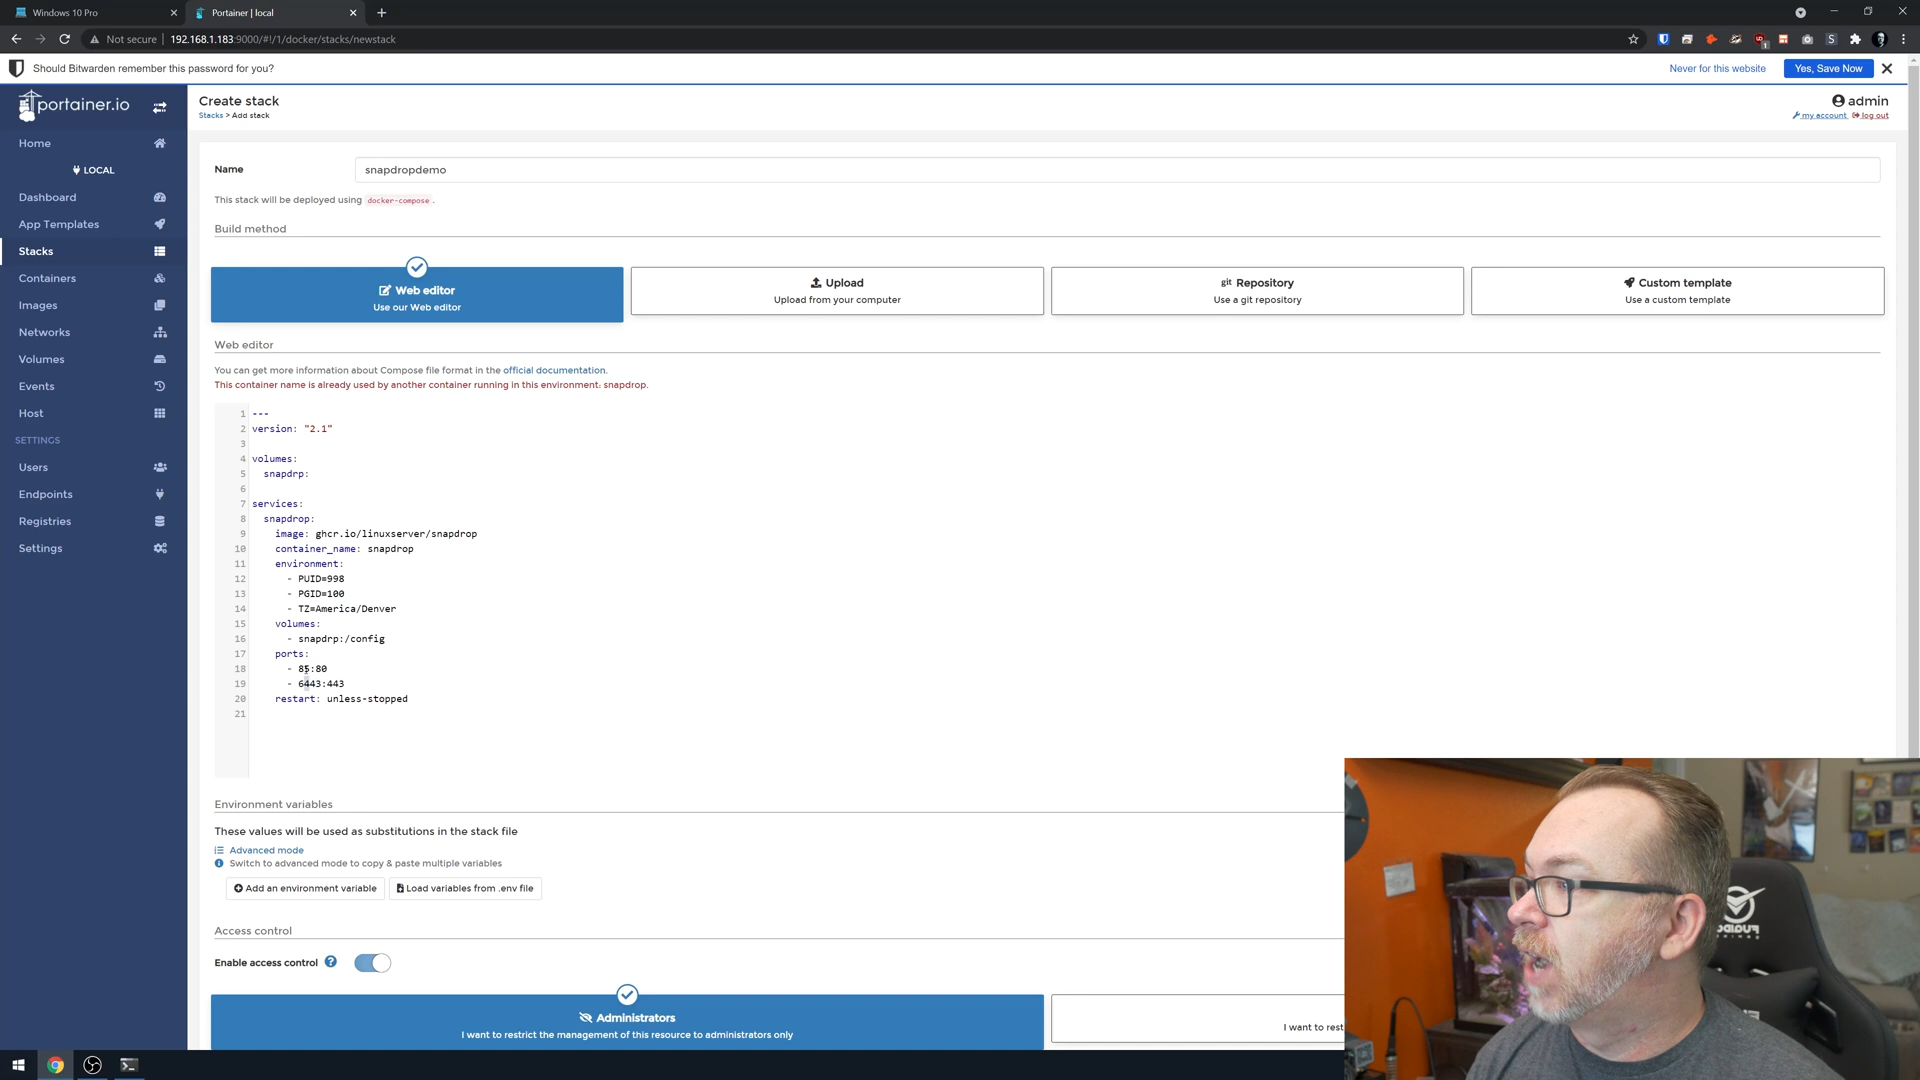 Windows 10 Pro
Portainer | local
Not secure 192.168.1.183:9000/#!/1/docker/stacks/newstack
Should Bitwarden remember this password for you?
Never for this website
Yes, Save Now
portainer.io
Create stack
Stacks > Add stack
admin
my account log out
Home
LOCAL
Dashboard
App Templates
Stacks
Containers
Images
Networks
Volumes
Events
Host
SETTINGS
Users
Endpoints
Registries
Settings
Name snapdropdemo
This stack will be deployed using docker-compose .
Build method
Web editor
Use our Web editor
Upload
Upload from your computer
git Repository
Use a git repository
Custom template
Use a custom template
Web editor
You can get more information about Compose file format in the official documentation.
This container name is already used by another container running in this environment: snapdrop.
1 ---
2 version: "2.1"
3
4 volumes:
5 snapdrp:
6
7 services:
8 snapdrop:
9 image: ghcr.io/linuxserver/snapdrop
10 container_name: snapdrop
11 environment:
12 - PUID=998
13 - PGID=100
14 - TZ=America/Denver
15 volumes:
16 - snapdrp:/config
17 ports:
18 - 85:80
19 - 6443:443
20 restart: unless-stopped
21
Environment variables
These values will be used as substitutions in the stack file
Advanced mode
Switch to advanced mode to copy & paste multiple variables
Add an environment variable
Load variables from .env file
Access control
Enable access control
Administrators
I want to restrict the management of this resource to administrators only
I want to rest